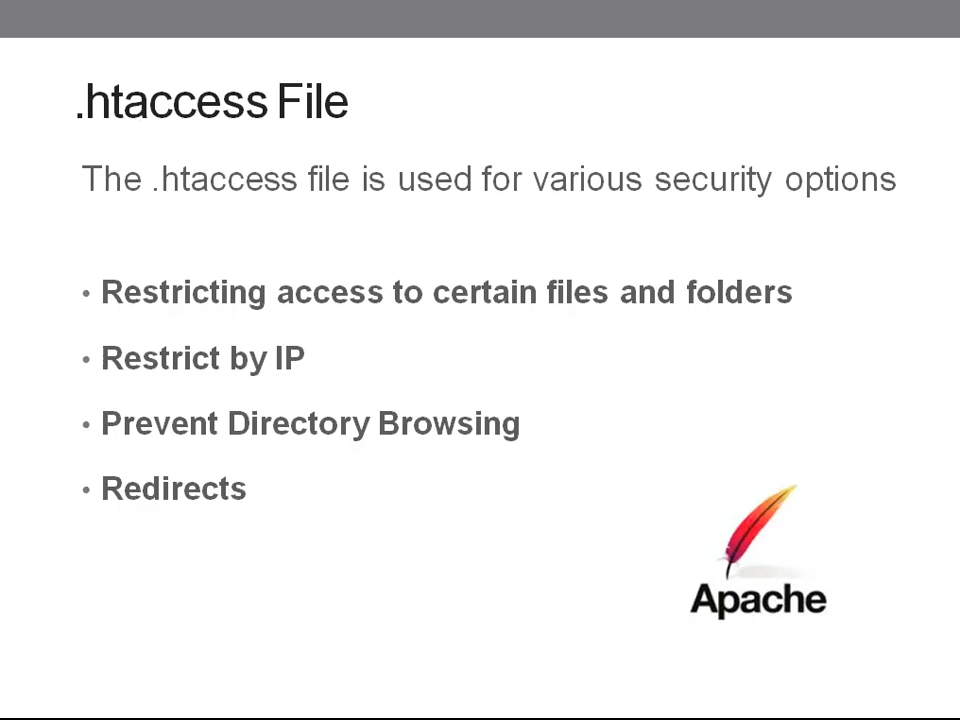 .htaccess File
The .htaccess file is used for various security options
• Restricting access to certain files and folders
• Restrict by IP
• Prevent Directory Browsing
• Redirects
Apache